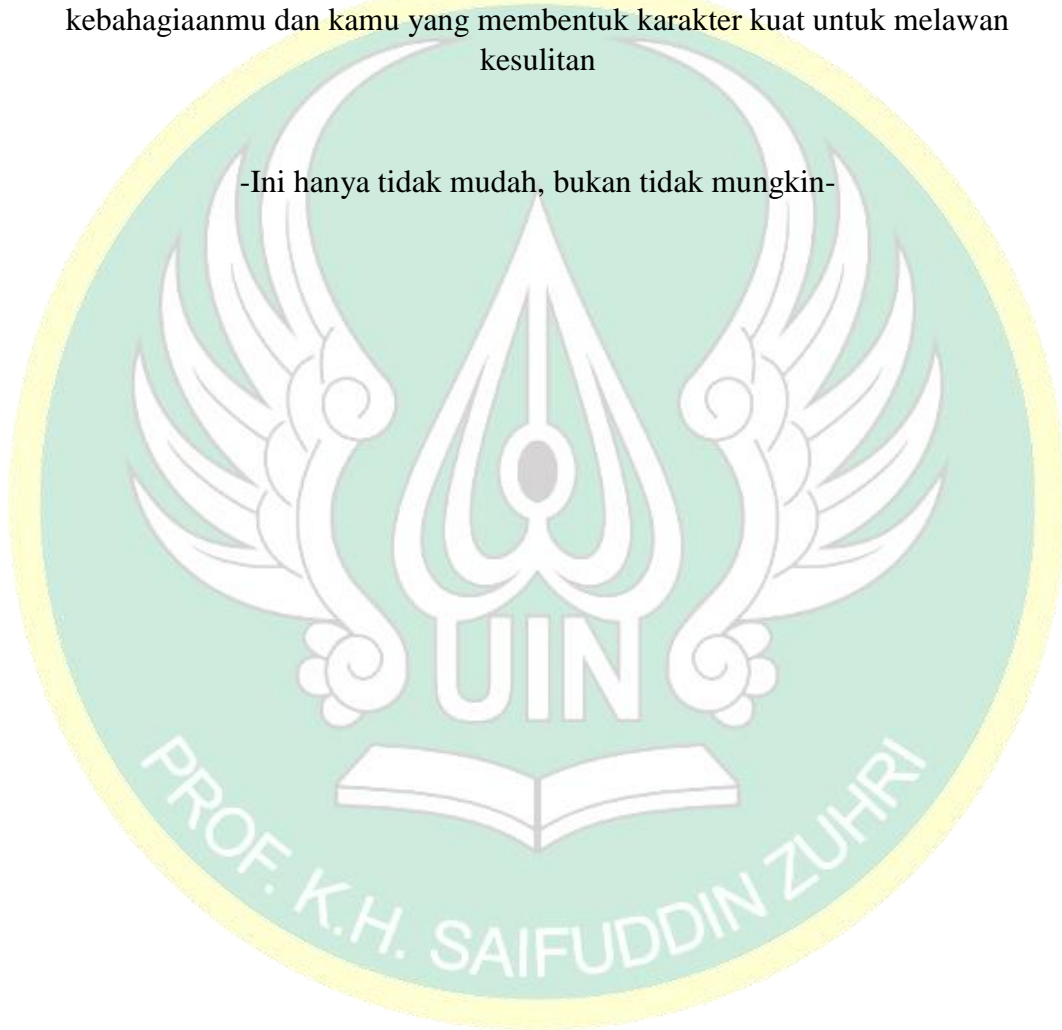 kebahagiaanmu dan kamu yang membentuk karakter kuat untuk melawan
kesulitan
-Ini hanya tidak mudah, bukan tidak mungkin-
UIN
PROF. K.H. SAIFUDDIN ZUHRI